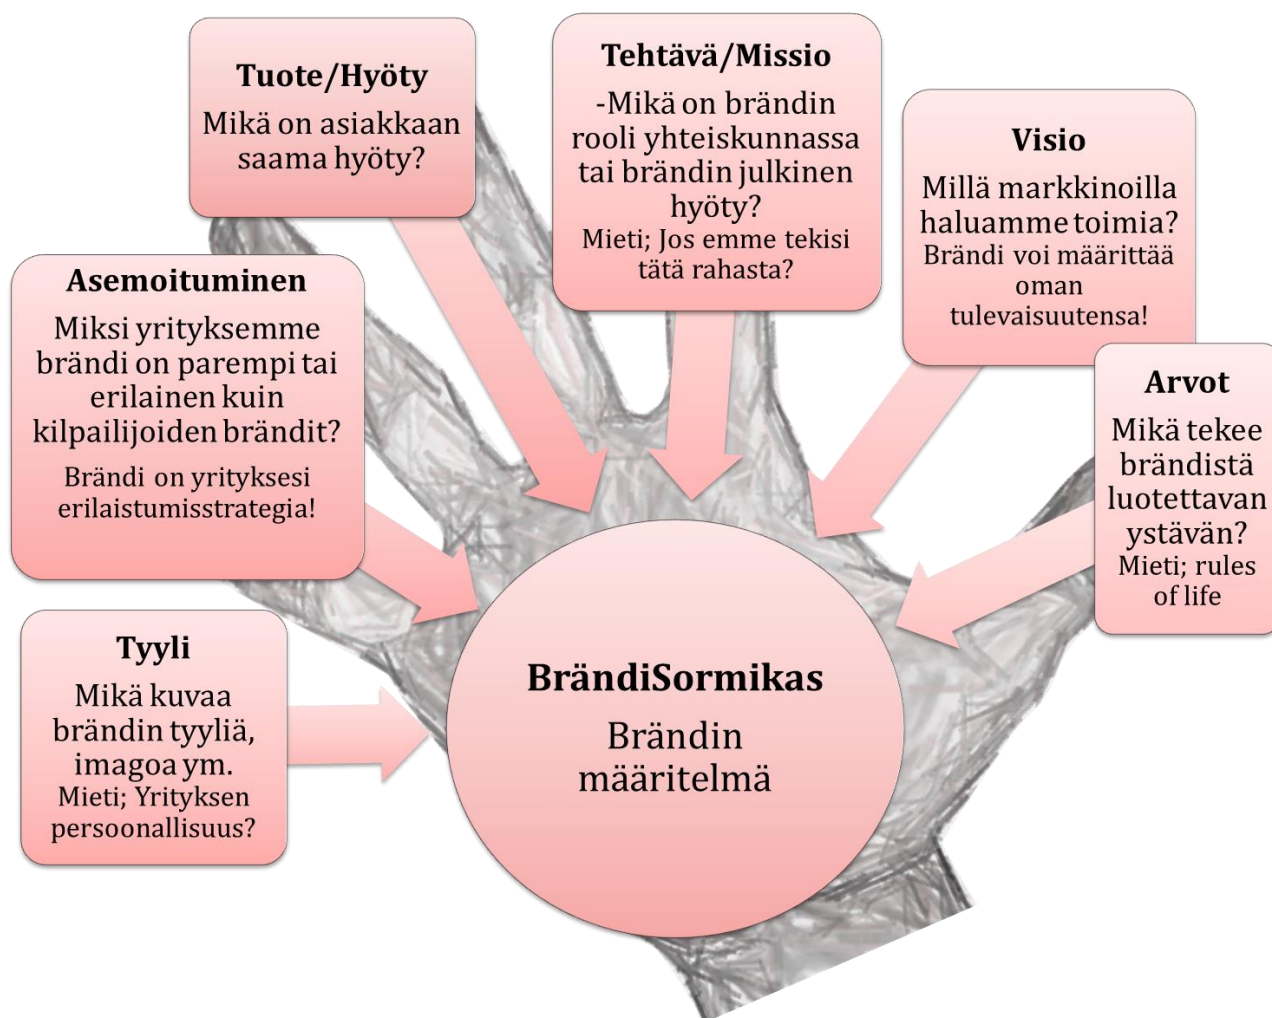 Tuote/Hyöty
Mikä on asiakkaan
saama hyöty?
Tehtävä/Missio
-Mikä on brändin
rooli yhteiskunnassa
tai brändin julkinen
hyöty?
Mieti; Jos emme tekisi
tätä rahasta?
Visio
Millä markkinoilla
haluamme toimia?
Brändi voi määrittää
oman
tulevaisuutensa!
Asemoituminen
Miksi yrityksemme
brändi on parempi tai
erilainen kuin
kilpailijoiden brändit?
Brändi on yrityksesi
erilaistumisstrategia!
Arvot
Mikä tekee
brändistä
luotettavan
ystävän?
Mieti; rules
of life
Tyyli
Mikä kuvaa
brändin tyyliä,
imagoa ym.
Mieti; Yrityksen
persoonallisuus?
BrändiSormikas
Brändin
määritelmä